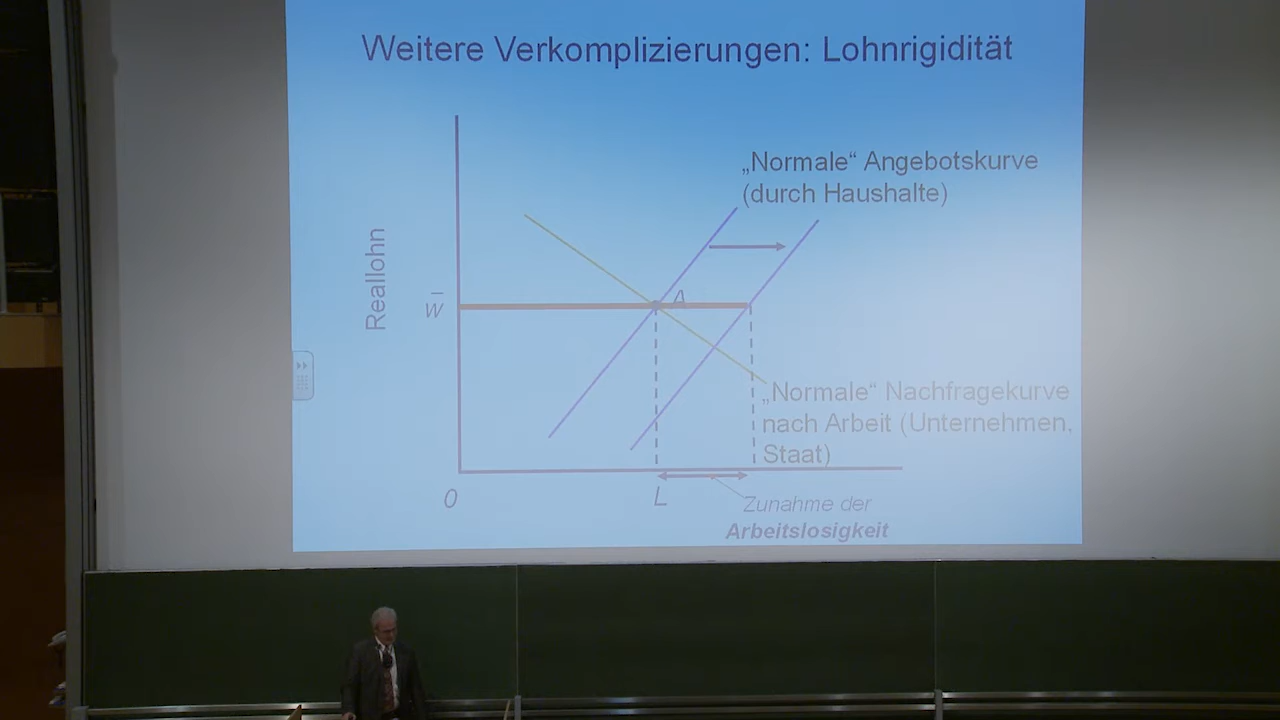 Weitere Verkomplizierungen: Lohnrigidität
„Normale“ Angebotskurve
(durch Haushalte)
Reallohn
W
A
„Normale“ Nachfragekurve
nach Arbeit (Unternehmen,
Staat)
0
L
Zunahme der
Arbeitslosigkeit